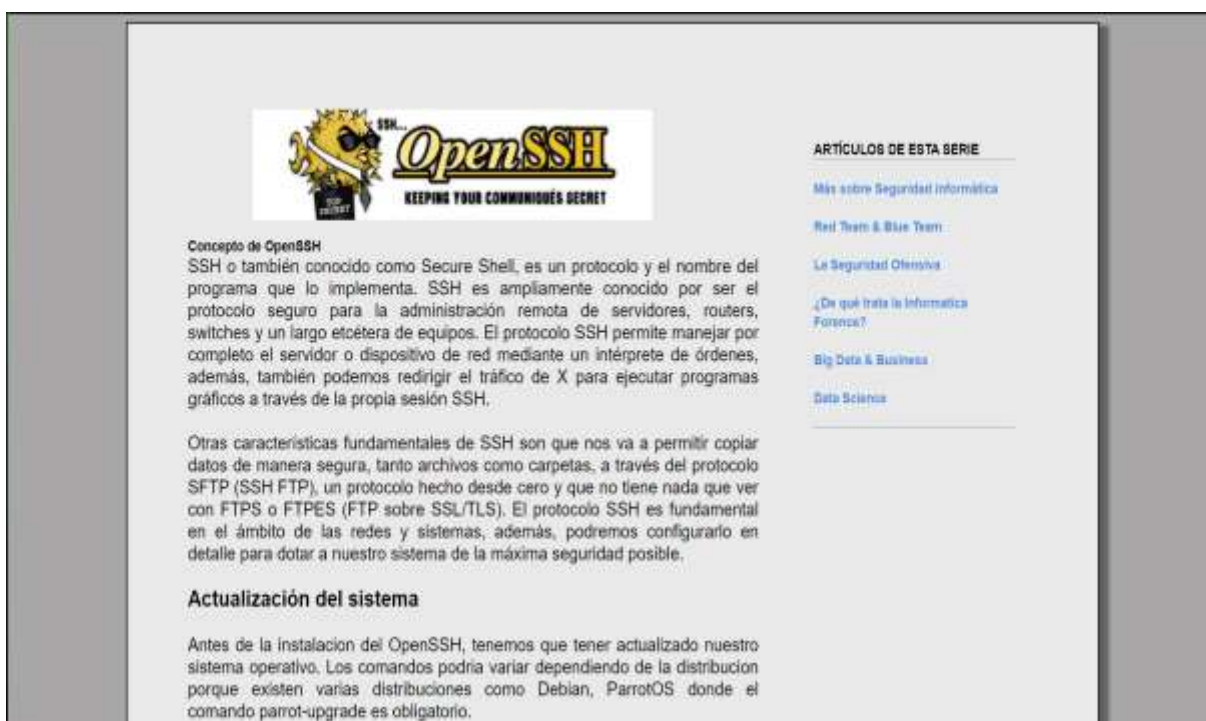 SSH...
OpenSSH
KEEPING YOUR COMMUNIQUÉS SECRET
TOP SECRET
Concepto de OpenSSH
SSH o también conocido como Secure Shell, es un protocolo y el nombre del
programa que lo implementa. SSH es ampliamente conocido por ser el
protocolo seguro para la administración remota de servidores, routers,
switches y un largo etcétera de equipos. El protocolo SSH permite manejar por
completo el servidor o dispositivo de red mediante un intérprete de órdenes,
además, también podemos redirigir el tráfico de X para ejecutar programas
gráficos a través de la propia sesión SSH.
Otras características fundamentales de SSH son que nos va a permitir copiar
datos de manera segura, tanto archivos como carpetas, a través del protocolo
SFTP (SSH FTP), un protocolo hecho desde cero y que no tiene nada que ver
con FTPS o FTPES (FTP sobre SSL/TLS). El protocolo SSH es fundamental
en el ámbito de las redes y sistemas, además, podremos configurarlo en
detalle para dotar a nuestro sistema de la máxima seguridad posible.
Actualización del sistema
Antes de la instalacion del OpenSSH, tenemos que tener actualizado nuestro
sistema operativo. Los comandos podria variar dependiendo de la distribucion
porque existen varias distribuciones como Debian, ParrotOS donde el
comando parrot-upgrade es obligatorio.
ARTÍCULOS DE ESTA SERIE
Más sobre Seguridad Informática
Red Team & Blue Team
La Seguridad Ofensiva
¿De qué trata la Informatica
Forence?
Big Data & Business
Data Science